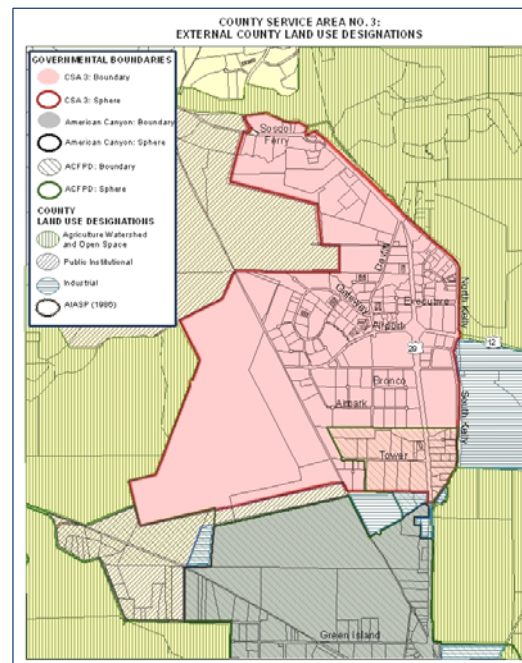 COUNTY SERVICE AREA NO. 3:
EXTERNAL COUNTY LAND USE DESIGNATIONS
GOVERNMENTAL BOUNDARIES
CSA 3: Boundary
CSA 3: Sphere
American Canyon: Boundary
American Canyon: Sphere
ACFPD: Boundary
ACFPD: Sphere
COUNTY
LAND USE DESIGNATIONS
Agriculture Watershed
and Open Space
Public Institutional
Industrial
AIASP (1986)
Ferry
Devlin
North Kelly
Gateway
Executive
Airport
29
12
Bronco
South Kelly
Airpark
Tower
Green Island